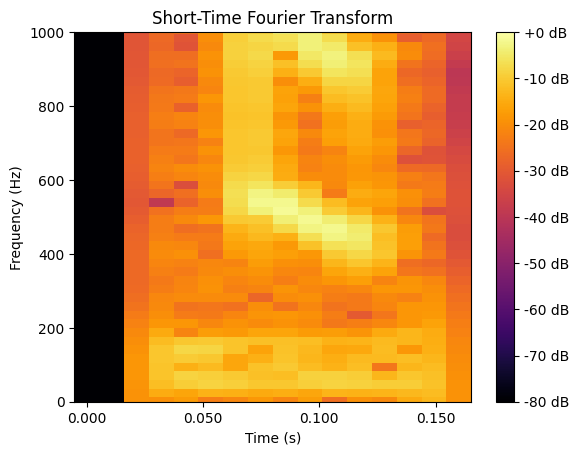 Short-Time Fourier Transform
Frequency (Hz)
1000
800
600
400
200
0
0.000
0.050
0.100
0.150
Time (s)
+0 dB
-10 dB
-20 dB
-30 dB
-40 dB
-50 dB
-60 dB
-70 dB
-80 dB